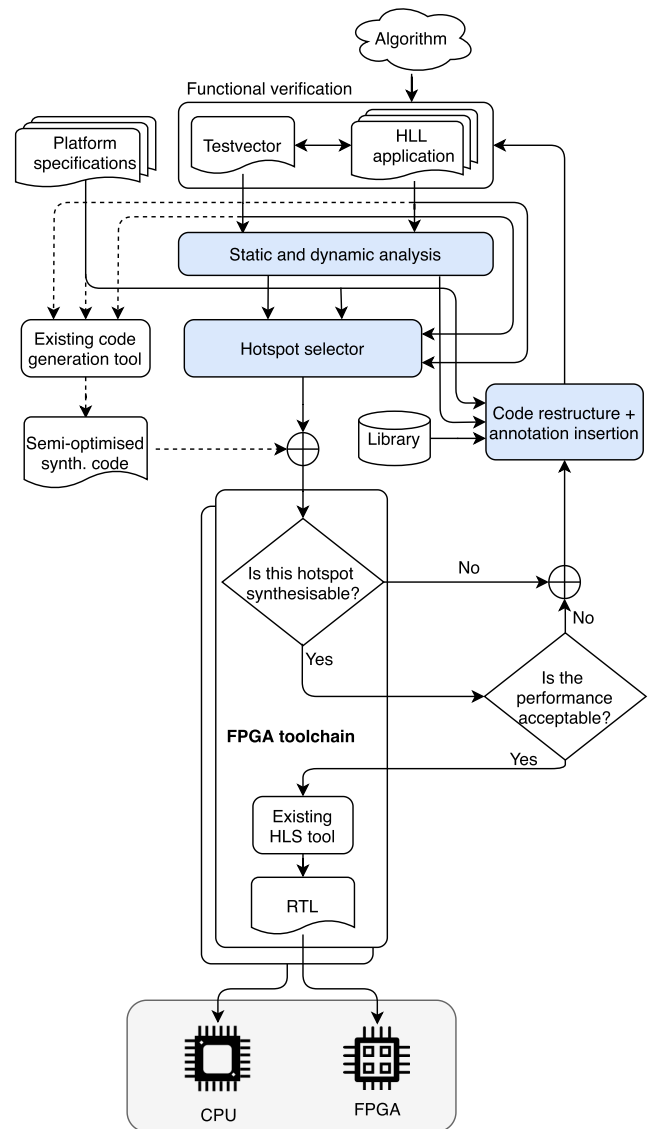 Algorithm
Functional verification
Platform
specifications
Testvector
HLL
application
Static and dynamic analysis
Existing code
generation tool
Hotspot selector
Semi-optimised
synth. code
Library
Code restructure +
annotation insertion
Is this hotspot
synthesisable?
No
Yes
No
Is the
performance
acceptable?
FPGA toolchain
Yes
Existing
HLS tool
RTL
CPU
FPGA